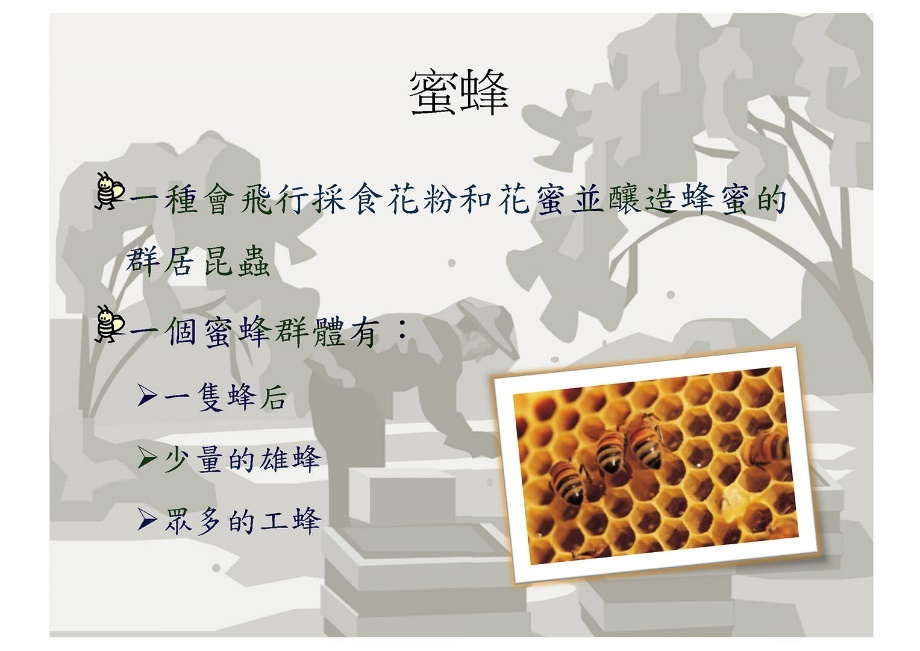 蜜蜂
一種會飛行採食花粉和花蜜並釀造蜂蜜的
群居昆蟲
一個蜜蜂群體有：
一隻蜂后
少量的雄蜂
眾多的工蜂